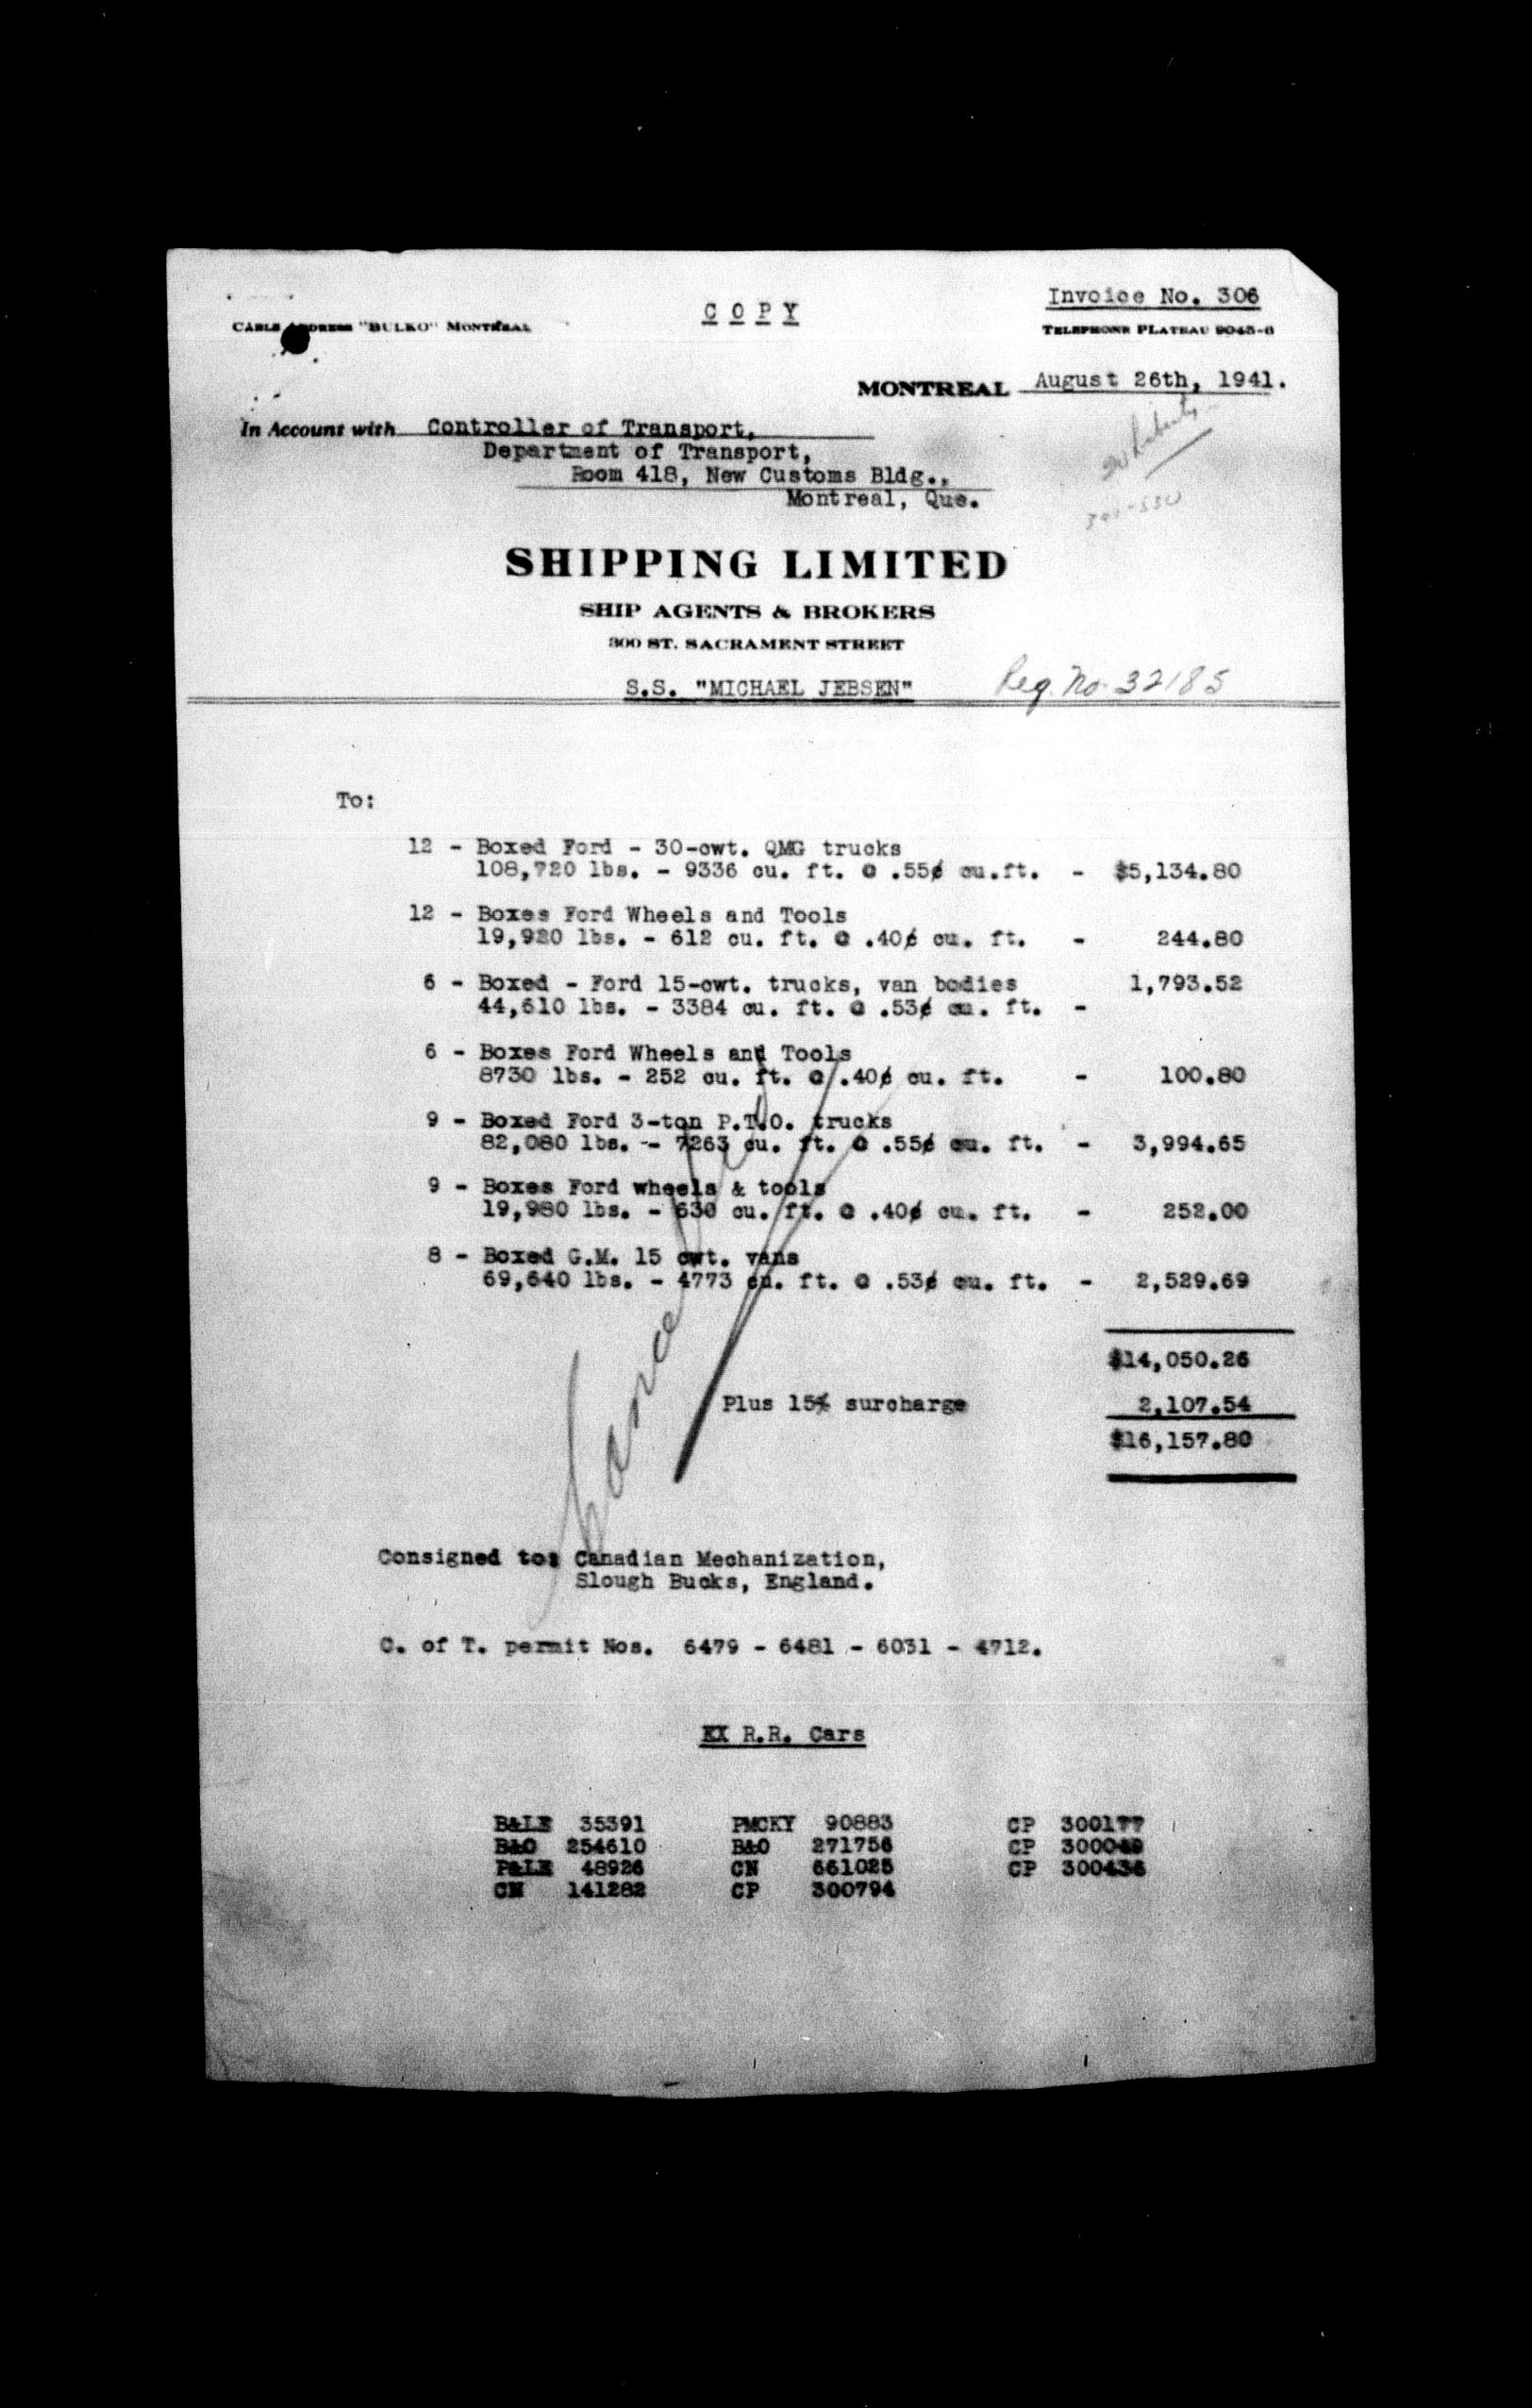 Invoice No. 306
COPY
CABLE ADDRESS "BULKO" MONTREAL
TELEPHONE PLATEAU 9045-6
MONTREAL August 26th, 1941.
In Account with Controller of Transport,
Department of Transport,
Room 418, New Customs Bldg.,
Montreal, Que.
SHIPPING LIMITED
SHIP AGENTS & BROKERS
300 ST. SACRAMENT STREET
S.S. "MICHAEL JEBSEN" Reg. No. 32185
To:
12 - Boxed Ford - 30-cwt. QMG trucks
108,720 lbs. - 9336 cu. ft. @ .55¢ cu.ft. - $5,134.80
12 - Boxes Ford Wheels and Tools
19,920 lbs. - 612 cu. ft. @ .40¢ cu. ft. - 244.80
6 - Boxed - Ford 15-cwt. trucks, van bodies 1,793.52
44,610 lbs. - 3384 cu. ft. @ .53¢ cu. ft. -
6 - Boxes Ford Wheels and Tools
8730 lbs. - 252 cu. ft. @ .40¢ cu. ft. - 100.80
9 - Boxed Ford 3-ton P.T.O. trucks
82,080 lbs. - 7263 cu. ft. @ .55¢ cu. ft. - 3,994.65
9 - Boxes Ford wheels & tools
19,980 lbs. - 630 cu. ft. @ .40¢ cu. ft. - 252.00
8 - Boxed G.M. 15 cwt. vans
69,640 lbs. - 4773 cu. ft. @ .53¢ cu. ft. - 2,529.69
$14,050.26
Plus 15% surcharge 2,107.54
$16,157.80
Cancelled
Consigned to: Canadian Mechanization,
Slough Bucks, England.
C. of T. permit Nos. 6479 - 6481 - 6031 - 4712.
EX R.R. Cars
B&LE 35391 PMCKY 90883 CP 300177
B&O 254610 B&O 271756 CP 300049
P&LE 48926 CN 661025 CP 300436
CN 141282 CP 300794